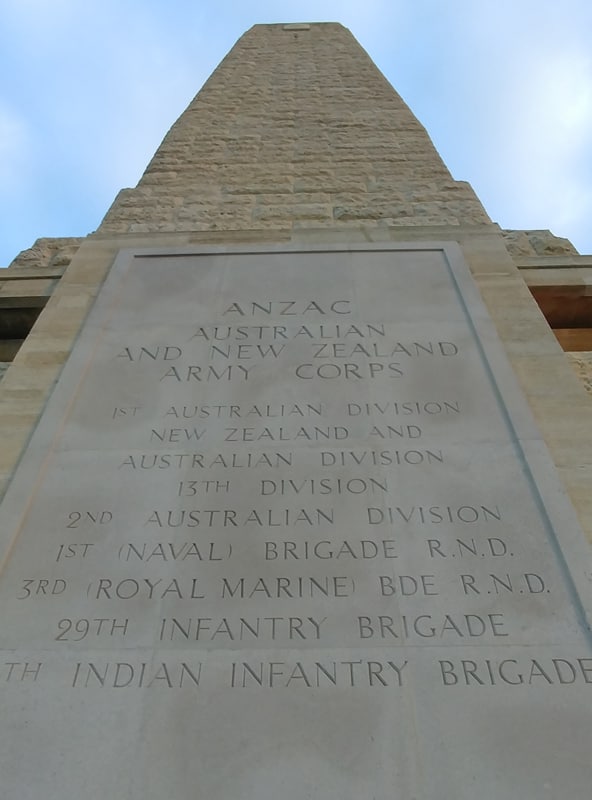 ANZAC
AUSTRALIAN
AND NEW ZEALAND
ARMY CORPS
1ST AUSTRALIAN DIVISION
NEW ZEALAND AND
AUSTRALIAN DIVISION
13TH DIVISION
2ND AUSTRALIAN DIVISION
1ST (NAVAL) BRIGADE R.N.D.
3RD (ROYAL MARINE) BDE R.N.D.
29TH INFANTRY BRIGADE
TH INDIAN INFANTRY BRIGADE